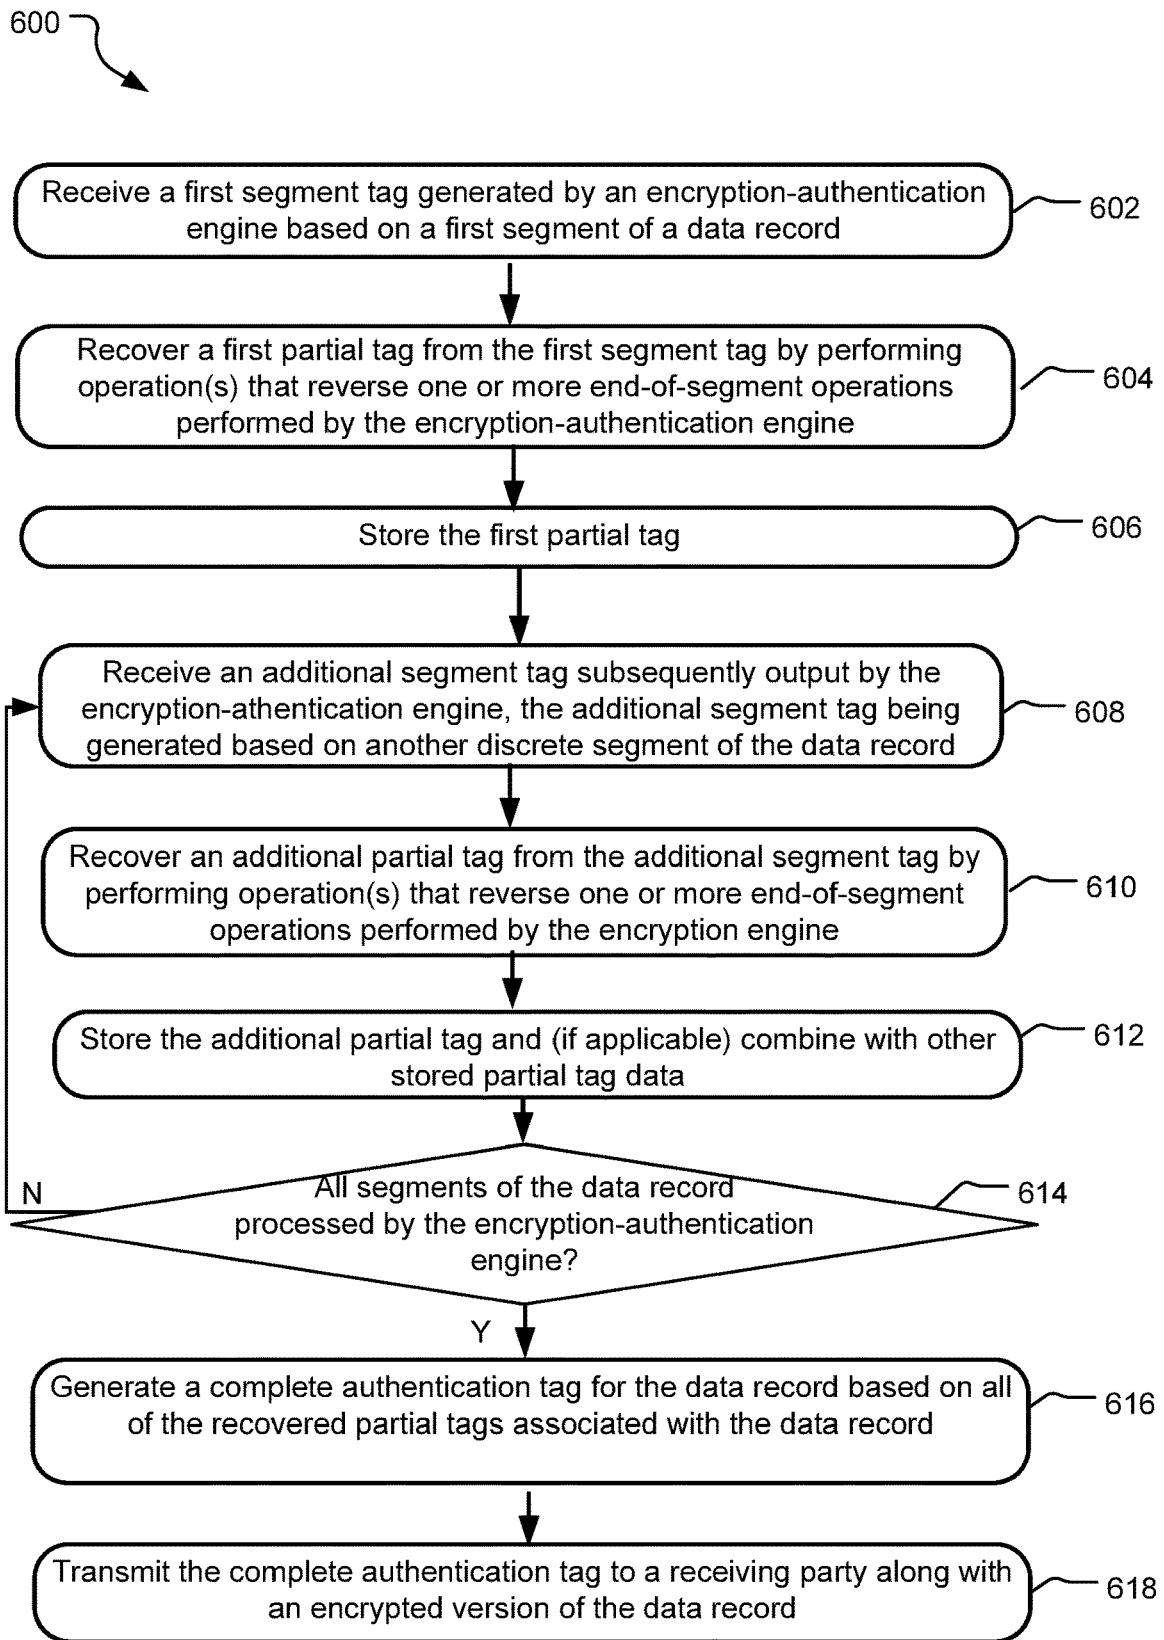 600
Receive a first segment tag generated by an encryption-authentication
engine based on a first segment of a data record
602
Recover a first partial tag from the first segment tag by performing
operation(s) that reverse one or more end-of-segment operations
performed by the encryption-authentication engine
604
Store the first partial tag
606
Receive an additional segment tag subsequently output by the
encryption-athentication engine, the additional segment tag being
generated based on another discrete segment of the data record
608
Recover an additional partial tag from the additional segment tag by
performing operation(s) that reverse one or more end-of-segment
operations performed by the encryption engine
610
Store the additional partial tag and (if applicable) combine with other
stored partial tag data
612
N
All segments of the data record
processed by the encryption-authentication
engine?
614
Y
Generate a complete authentication tag for the data record based on all
of the recovered partial tags associated with the data record
616
Transmit the complete authentication tag to a receiving party along with
an encrypted version of the data record
618